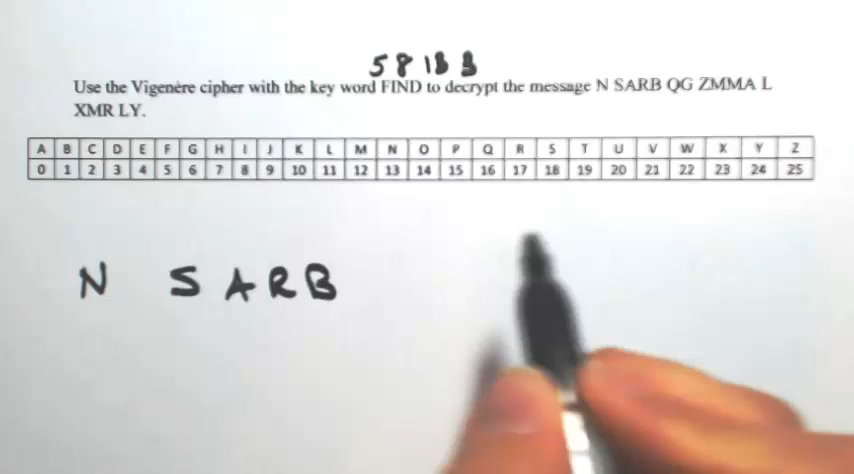 5 8 13 3
Use the Vigenère cipher with the key word FIND to decrypt the message N SARB QG ZMMA L
XMR LY.
A B C D E F G H I J K L M N O P Q R S T U V W X Y Z
0 1 2 3 4 5 6 7 8 9 10 11 12 13 14 15 16 17 18 19 20 21 22 23 24 25
N SARB